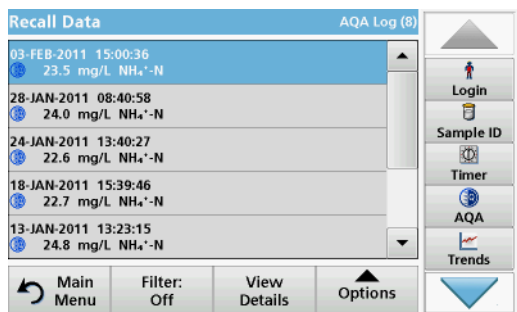 Recall Data AQA Log (8)
03-FEB-2011 15:00:36
23.5 mg/L NH₄⁺-N
28-JAN-2011 08:40:58
24.0 mg/L NH₄⁺-N
24-JAN-2011 13:40:27
22.6 mg/L NH₄⁺-N
18-JAN-2011 15:39:46
22.7 mg/L NH₄⁺-N
13-JAN-2011 13:23:15
24.8 mg/L NH₄⁺-N
Login
Sample ID
Timer
AQA
Trends
Main Menu
Filter: Off
View Details
Options